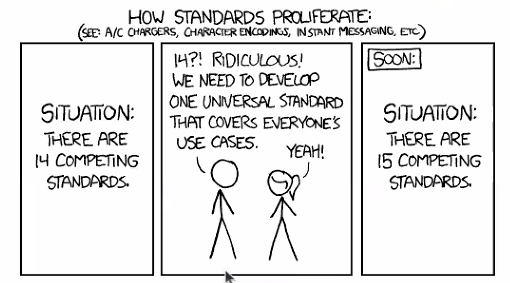 HOW STANDARDS PROLIFERATE:
(SEE: A/C CHARGERS, CHARACTER ENCODINGS, INSTANT MESSAGING, ETC)
SITUATION:
THERE ARE
14 COMPETING
STANDARDS.
14?! RIDICULOUS!
WE NEED TO DEVELOP
ONE UNIVERSAL STANDARD
THAT COVERS EVERYONE'S
USE CASES.
YEAH!
SOON:
SITUATION:
THERE ARE
15 COMPETING
STANDARDS.